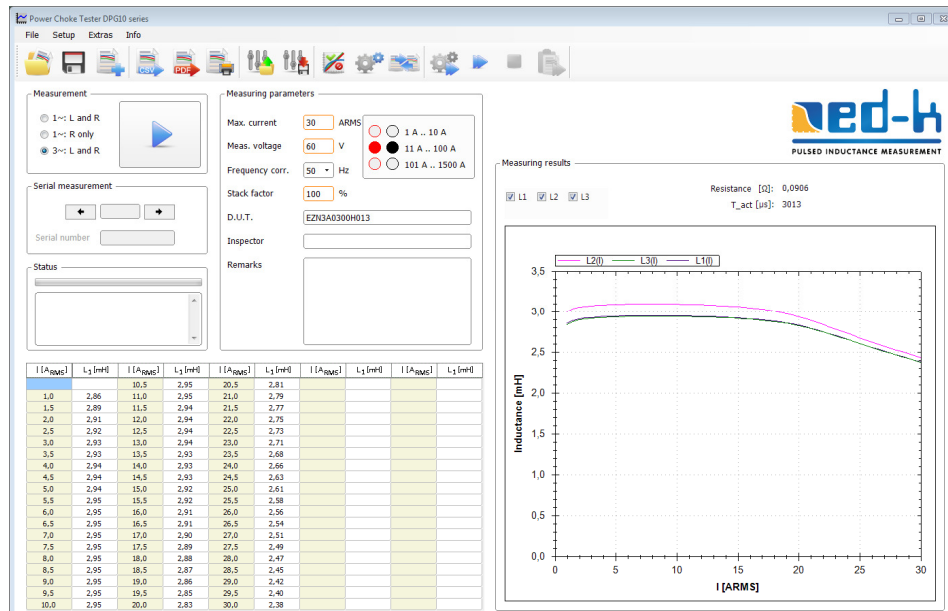 Power Choke Tester DPG10 series
File Setup Extras Info
CSV PDF
Measurement
1~: L and R
1~: R only
3~: L and R
Serial measurement
Serial number
Status
Measuring parameters
Max. current 30 ARMS
Meas. voltage 60 V
Frequency corr. 50 Hz
Stack factor 100 %
D.U.T. EZN3A0300H013
Inspector
Remarks
1 A .. 10 A
11 A .. 100 A
101 A .. 1500 A
ed-k
PULSED INDUCTANCE MEASUREMENT
Measuring results
L1 L2 L3
Resistance [Ω]: 0,0906
T_act [µs]: 3013
L2(I) L3(I) L1(I)
3,5
3,0
2,5
2,0
1,5
1,0
0,5
0,0
Inductance [mH]
0 5 10 15 20 25 30
I [ARMS]
I [ARMS] L1 [mH] I [ARMS] L1 [mH] I [ARMS] L1 [mH] I [ARMS] L1 [mH] I [ARMS] L1 [mH]
10,5 2,95 20,5 2,81
1,0 2,86 11,0 2,95 21,0 2,79
1,5 2,89 11,5 2,94 21,5 2,77
2,0 2,91 12,0 2,94 22,0 2,75
2,5 2,92 12,5 2,94 22,5 2,73
3,0 2,93 13,0 2,94 23,0 2,71
3,5 2,93 13,5 2,93 23,5 2,68
4,0 2,94 14,0 2,93 24,0 2,66
4,5 2,94 14,5 2,93 24,5 2,63
5,0 2,94 15,0 2,92 25,0 2,61
5,5 2,95 15,5 2,92 25,5 2,58
6,0 2,95 16,0 2,91 26,0 2,56
6,5 2,95 16,5 2,91 26,5 2,54
7,0 2,95 17,0 2,90 27,0 2,51
7,5 2,95 17,5 2,89 27,5 2,49
8,0 2,95 18,0 2,88 28,0 2,47
8,5 2,95 18,5 2,87 28,5 2,45
9,0 2,95 19,0 2,86 29,0 2,42
9,5 2,95 19,5 2,85 29,5 2,40
10,0 2,95 20,0 2,83 30,0 2,38